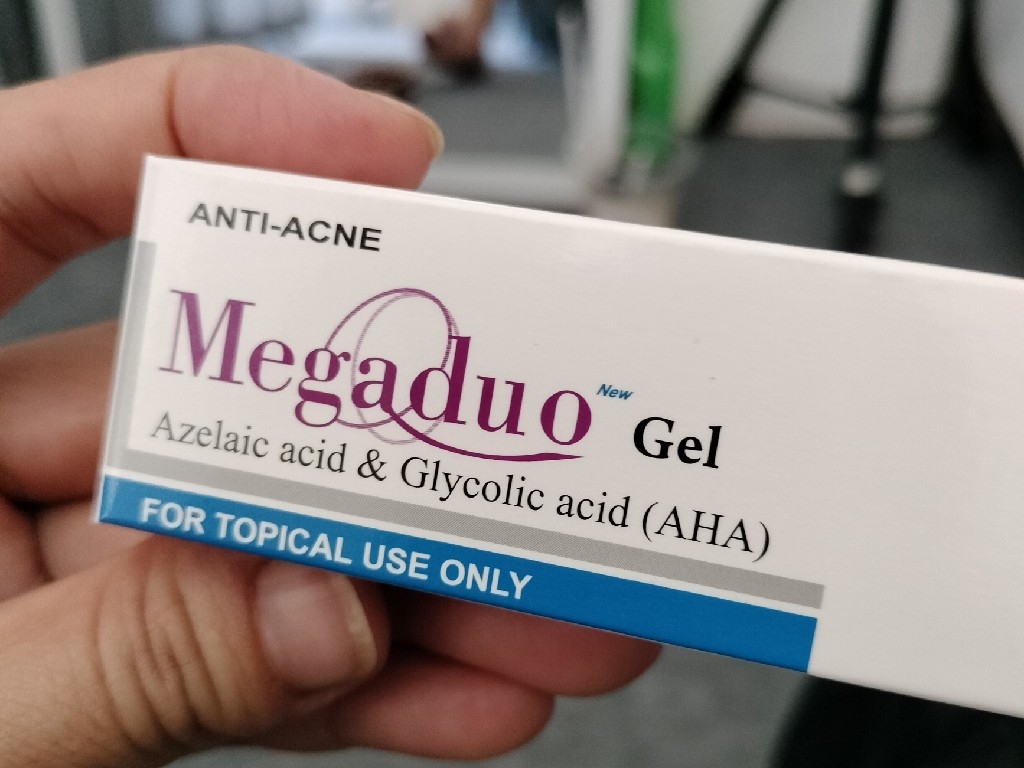 ANTI-ACNE
Megaduo New Gel
Azelaic acid & Glycolic acid (AHA)
FOR TOPICAL USE ONLY